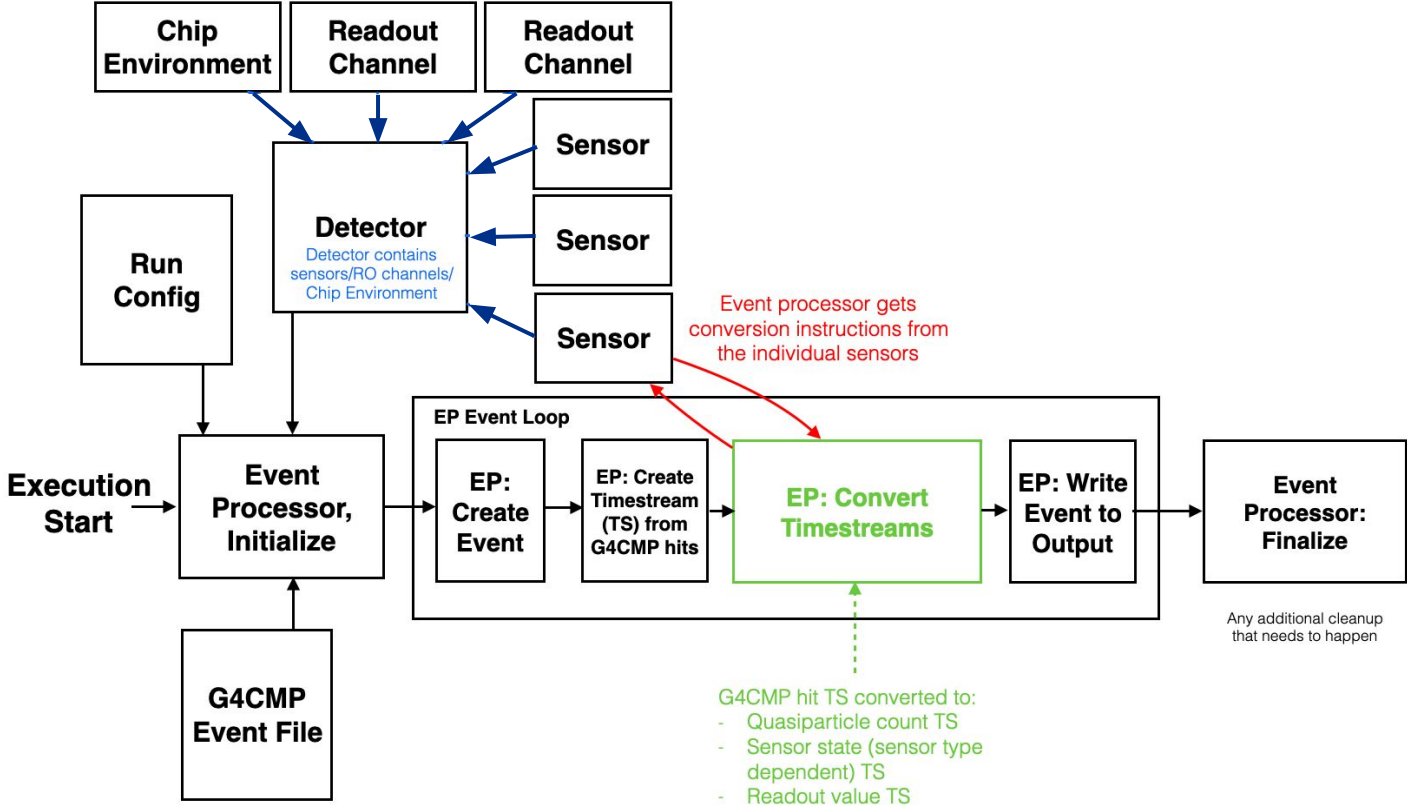 Chip
Environment
Readout
Channel
Readout
Channel
Sensor
Sensor
Sensor
Detector
Detector contains
sensors/RO channels/
Chip Environment
Run
Config
Event processor gets
conversion instructions from
the individual sensors
EP Event Loop
Execution
Start
Event
Processor,
Initialize
EP:
Create
Event
EP: Create
Timestream
(TS) from
G4CMP hits
EP: Convert
Timestreams
EP: Write
Event to
Output
Event
Processor:
Finalize
Any additional cleanup
that needs to happen
G4CMP
Event File
G4CMP hit TS converted to:
- Quasiparticle count TS
- Sensor state (sensor type
dependent) TS
- Readout value TS